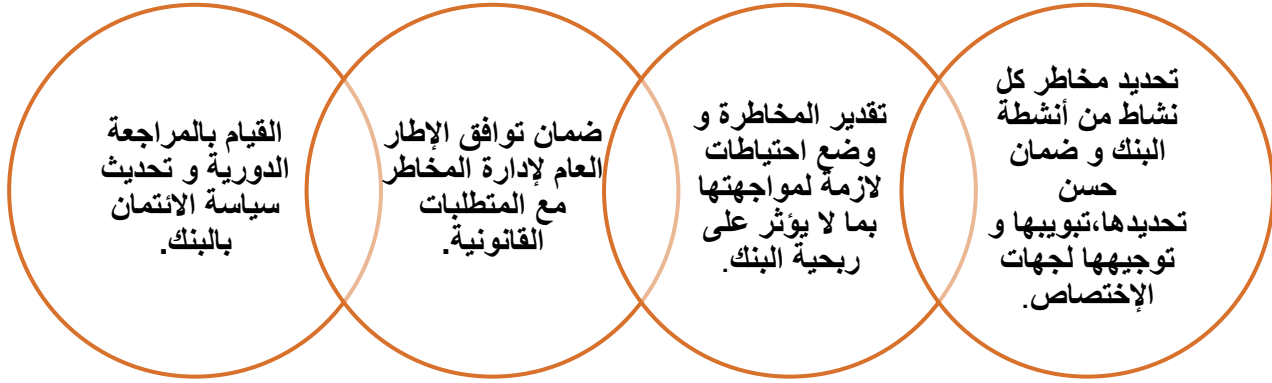 تحديد مخاطر كل
نشاط من أنشطة
البنك و ضمان
حسن
تحديدها،تبويبها و
توجيهها لجهات
الإختصاص.
تقدير المخاطرة و
وضع احتياطات
لازمة لمواجهتها
بما لا يؤثر على
ربحية البنك.
ضمان توافق الإطار
العام لإدارة المخاطر
مع المتطلبات
القانونية.
القيام بالمراجعة
الدورية و تحديث
سياسة الائتمان
بالبنك.